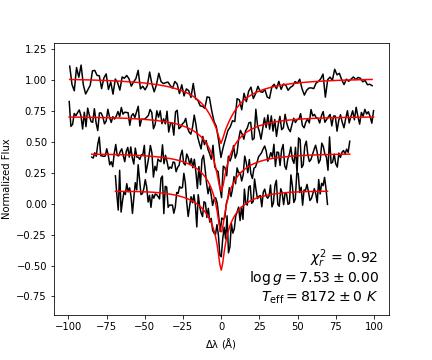 1.25
1.00
0.75
0.50
0.25
0.00
−0.25
−0.50
−0.75
Normalized Flux
χ²ᵣ = 0.92
log g = 7.53 ± 0.00
T_eff = 8172 ± 0 K
−100 −75 −50 −25 0 25 50 75 100
Δλ (Å)